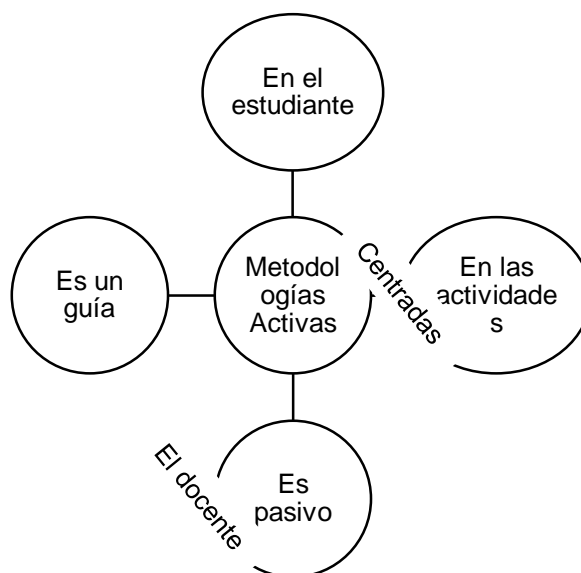 En el
estudiante
Es un
guía
Metodol
ogías
Activas
Centradas
En las
actividade
s
El docente
Es
pasivo